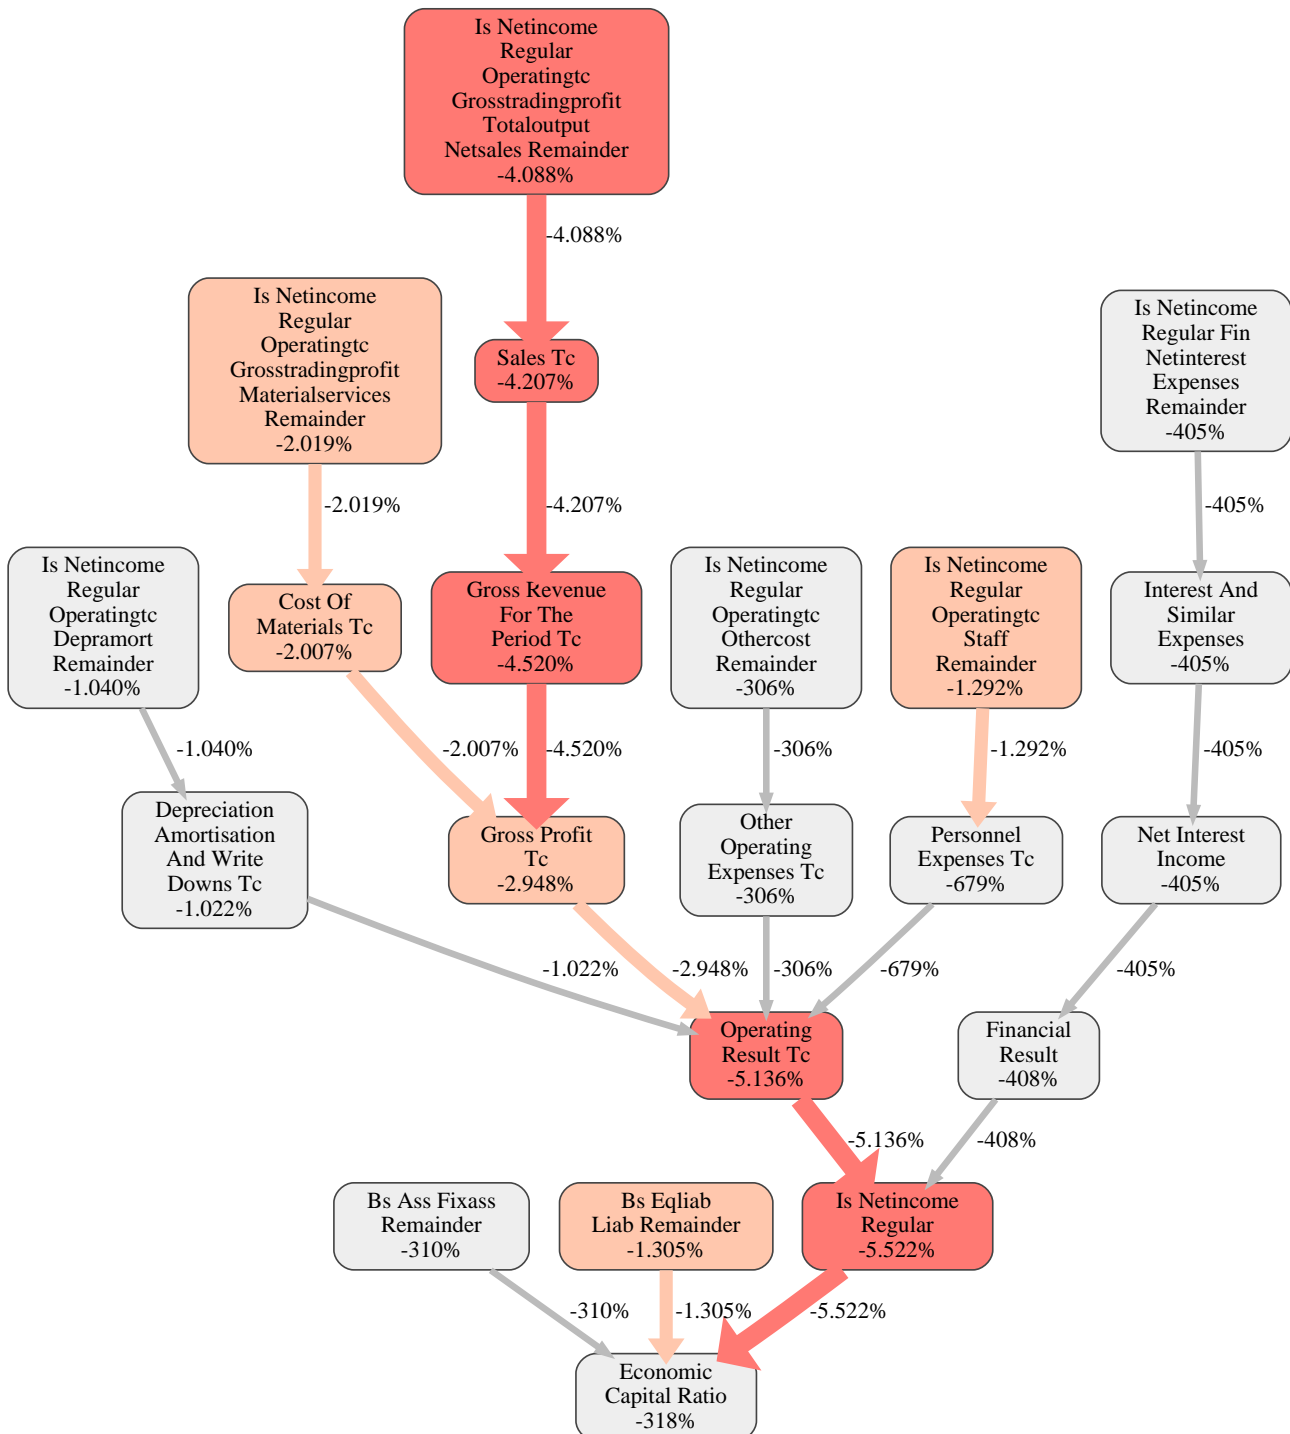 Is Netincome
Regular
Operatingtc
Grosstradingprofit
Totaloutput
Netsales Remainder
-4.088%
-4.088%
Is Netincome
Regular
Operatingtc
Grosstradingprofit
Materialservices
Remainder
-2.019%
Sales Tc
-4.207%
Is Netincome
Regular Fin
Netinterest
Expenses
Remainder
-405%
-2.019%
-4.207%
-405%
Is Netincome
Regular
Operatingtc
Depramort
Remainder
-1.040%
Cost Of
Materials Tc
-2.007%
Gross Revenue
For The
Period Tc
-4.520%
Is Netincome
Regular
Operatingtc
Othercost
Remainder
-306%
Is Netincome
Regular
Operatingtc
Staff
Remainder
-1.292%
Interest And
Similar
Expenses
-405%
-1.040%
-2.007%
-4.520%
-306%
-1.292%
-405%
Depreciation
Amortisation
And Write
Downs Tc
-1.022%
Gross Profit
Tc
-2.948%
Other
Operating
Expenses Tc
-306%
Personnel
Expenses Tc
-679%
Net Interest
Income
-405%
-1.022%
-2.948%
-306%
-679%
-405%
Operating
Result Tc
-5.136%
Financial
Result
-408%
-5.136%
-408%
Bs Ass Fixass
Remainder
-310%
Bs Eqliab
Liab Remainder
-1.305%
Is Netincome
Regular
-5.522%
-310%
-1.305%
-5.522%
Economic
Capital Ratio
-318%